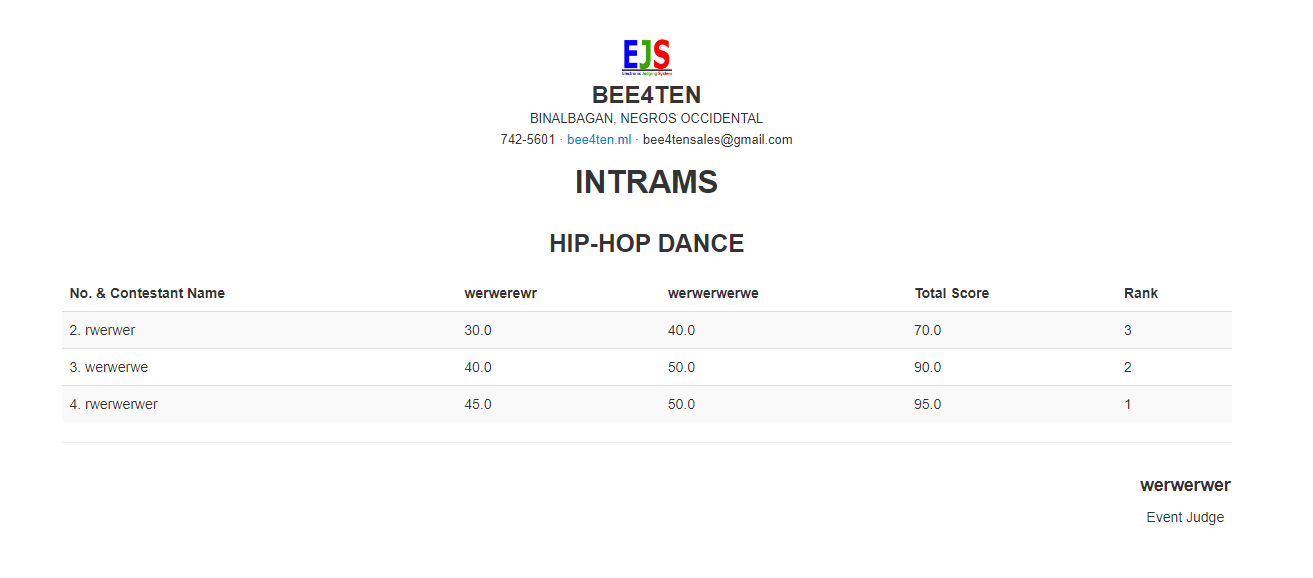 EJS
Electronic Judging System
BEE4TEN
BINALBAGAN, NEGROS OCCIDENTAL
742-5601 · bee4ten.ml · bee4tensales@gmail.com
INTRAMS
HIP-HOP DANCE
No. & Contestant Name werwerewr werwerwerwe Total Score Rank
2. rwerwer 30.0 40.0 70.0 3
3. werwerwe 40.0 50.0 90.0 2
4. rwerwerwer 45.0 50.0 95.0 1
werwerwer
Event Judge